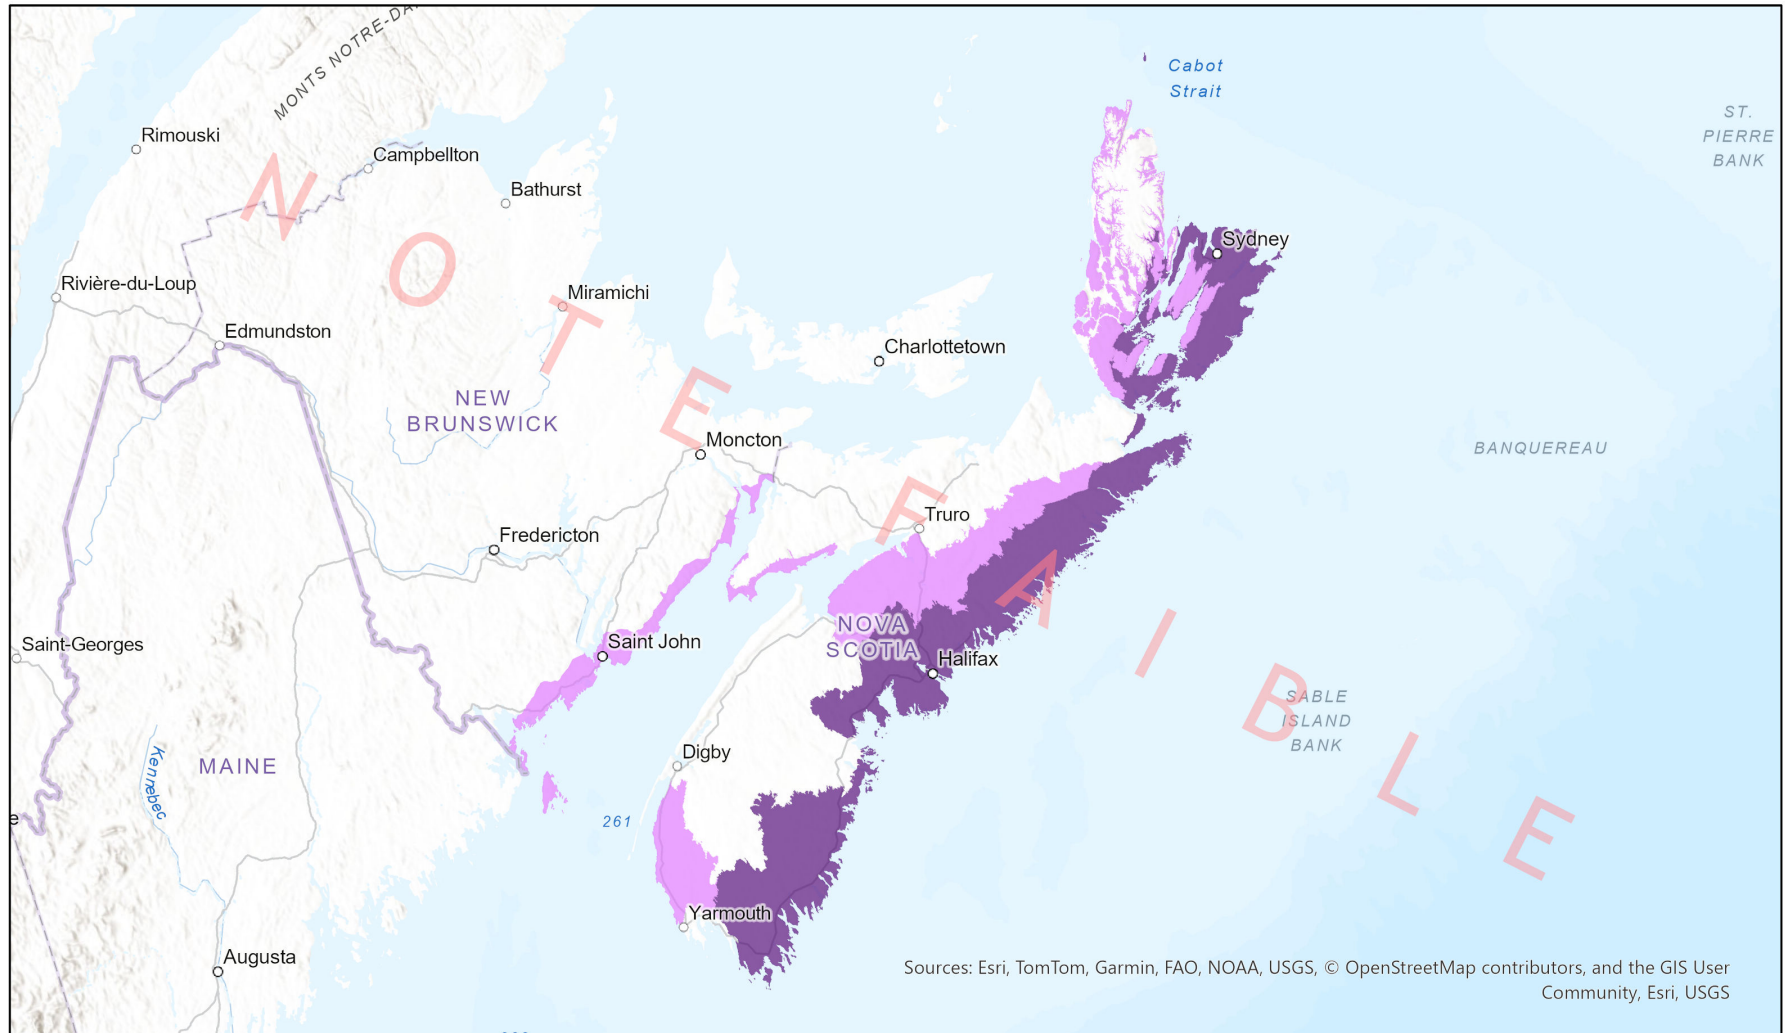 MONTS NOTRE-DA
Cabot
Strait
ST.
PIERRE
BANK
Rimouski
Campbellton
Bathurst
Sydney
Rivière-du-Loup
Miramichi
Edmundston
Charlottetown
NEW
BRUNSWICK
Moncton
BANQUEREAU
Truro
Fredericton
NOVA
SCOTIA
Saint-Georges
Saint John
Halifax
SABLE
ISLAND
BANK
Digby
MAINE
Kennebec
e
261
Yarmouth
Augusta
NOT EFAIBLE
Sources: Esri, TomTom, Garmin, FAO, NOAA, USGS, © OpenStreetMap contributors, and the GIS User
Community, Esri, USGS